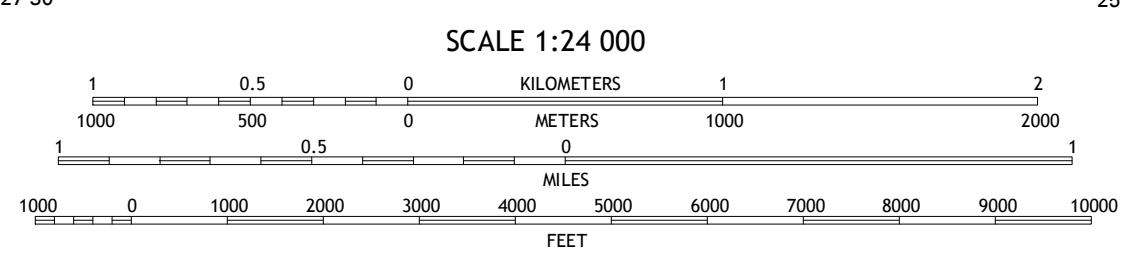 27'30"
25'
SCALE 1:24 000
1 0.5 0 KILOMETERS 1 2
1000 500 0 METERS 1000 2000
1 0.5 0 1
MILES
1000 0 1000 2000 3000 4000 5000 6000 7000 8000 9000 10000
FEET